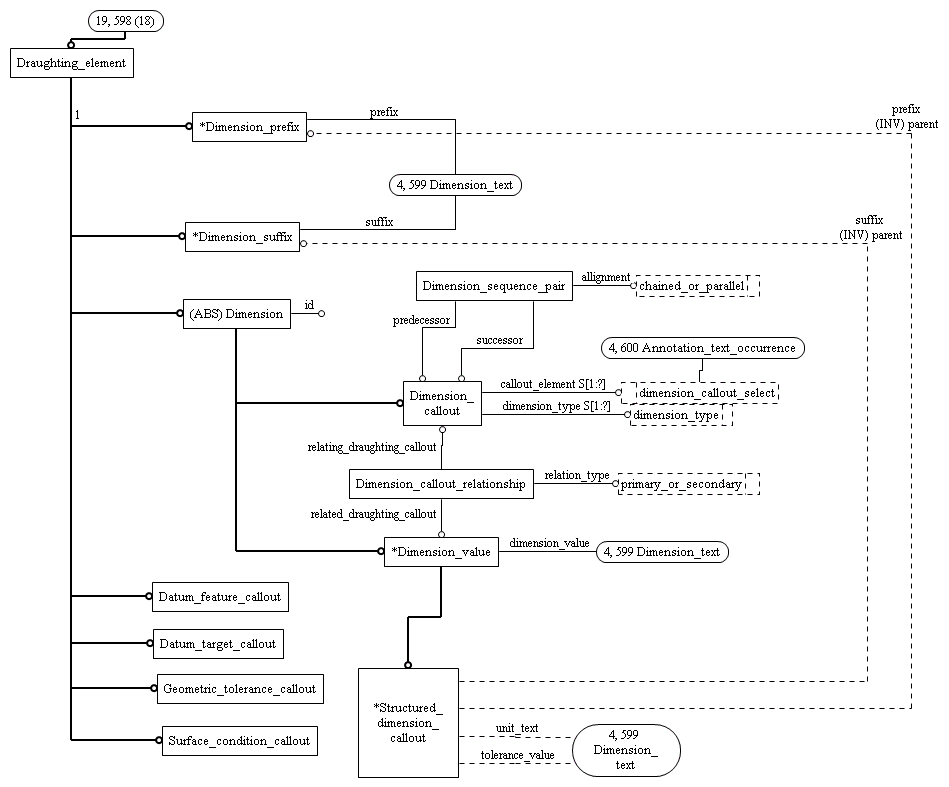 19, 598 (18)
Draughting_element
1
prefix
prefix
(INV) parent
*Dimension_prefix
4, 599 Dimension_text
suffix
suffix
(INV) parent
*Dimension_suffix
Dimension_sequence_pair
allignment
chained_or_parallel
id
(ABS) Dimension
predecessor
successor
4, 600 Annotation_text_occurrence
Dimension_
callout
callout_element S[1:?]
dimension_callout_select
dimension_type S[1:?]
dimension_type
relating_draughting_callout
Dimension_callout_relationship
relation_type
primary_or_secondary
related_draughting_callout
*Dimension_value
dimension_value
4, 599 Dimension_text
Datum_feature_callout
Datum_target_callout
Geometric_tolerance_callout
Surface_condition_callout
*Structured_
dimension_
callout
unit_text
tolerance_value
4, 599
Dimension_
text